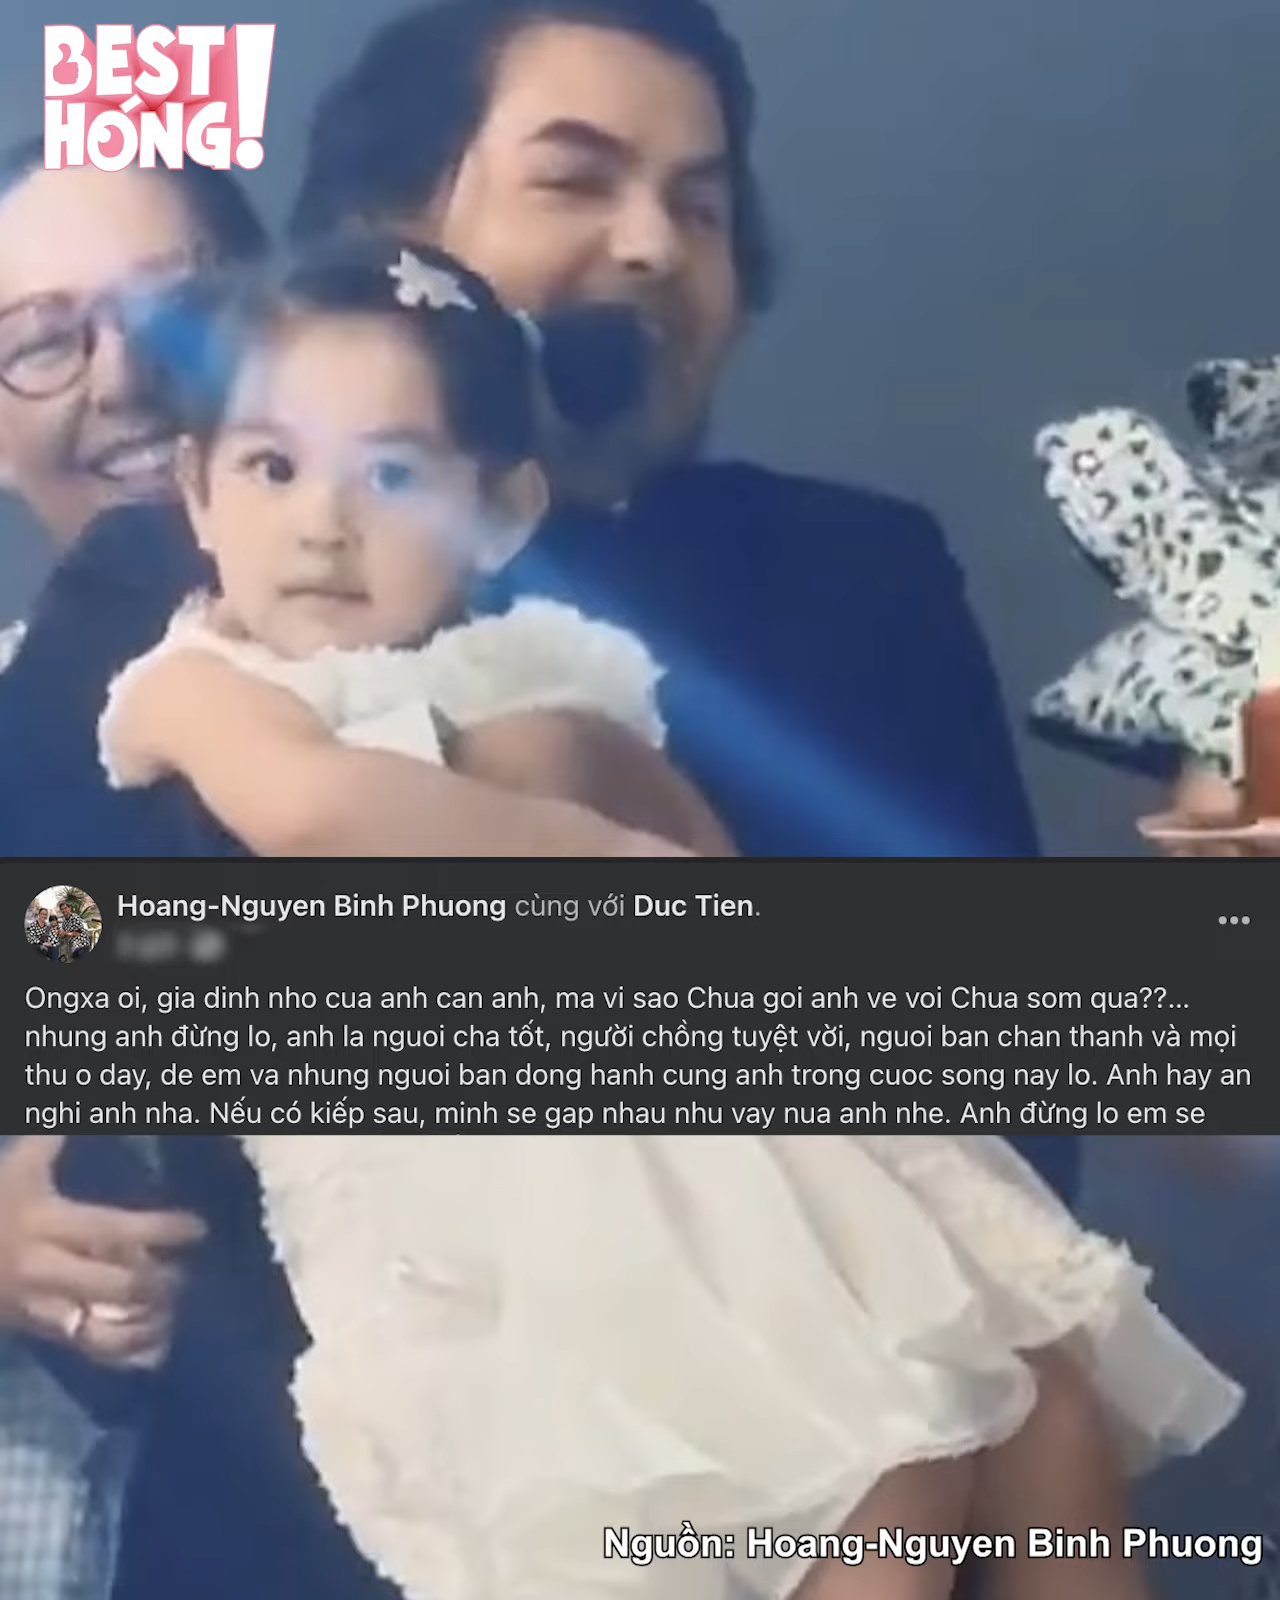 BEST
HÓNG!
Hoang-Nguyen Binh Phuong cùng với Duc Tien.
Ongxa oi, gia dinh nho cua anh can anh, ma vi sao Chua goi anh ve voi Chua som qua??...
nhung anh đừng lo, anh la nguoi cha tốt, người chồng tuyệt vời, nguoi ban chan thanh và mọi
thu o day, de em va nhung nguoi ban dong hanh cung anh trong cuoc song nay lo. Anh hay an
nghi anh nha. Nếu có kiếp sau, minh se gap nhau nhu vay nua anh nhe. Anh đừng lo em se
Nguồn: Hoang-Nguyen Binh Phuong